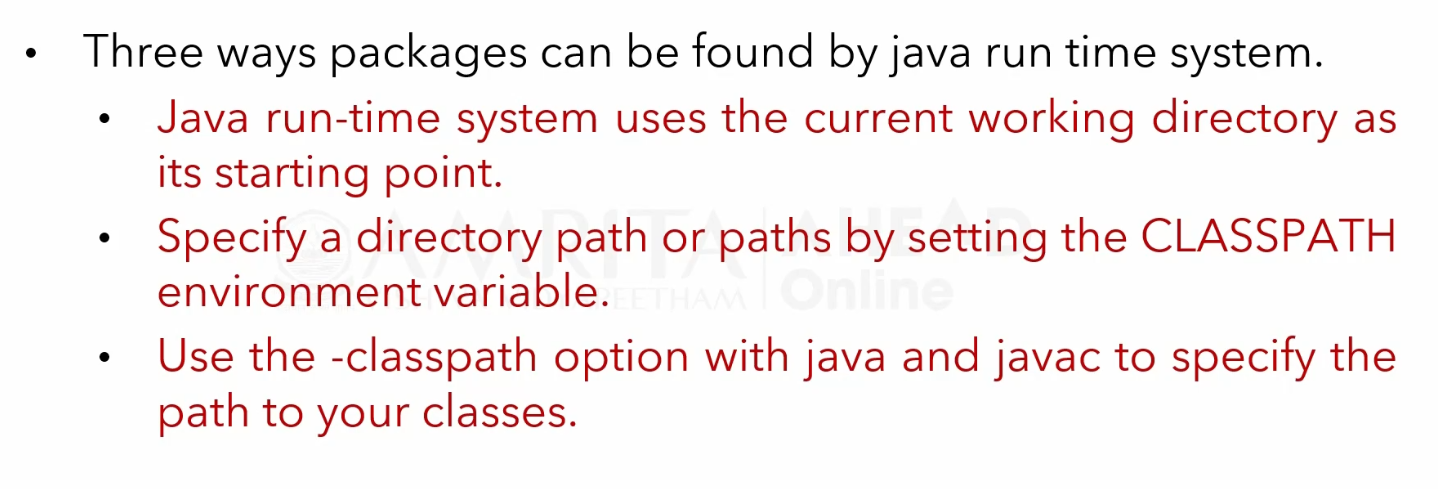 • Three ways packages can be found by java run time system.
• Java run-time system uses the current working directory as
its starting point.
• Specify a directory path or paths by setting the CLASSPATH
environment variable.
• Use the -classpath option with java and javac to specify the
path to your classes.
AMRITA AHEAD
Online